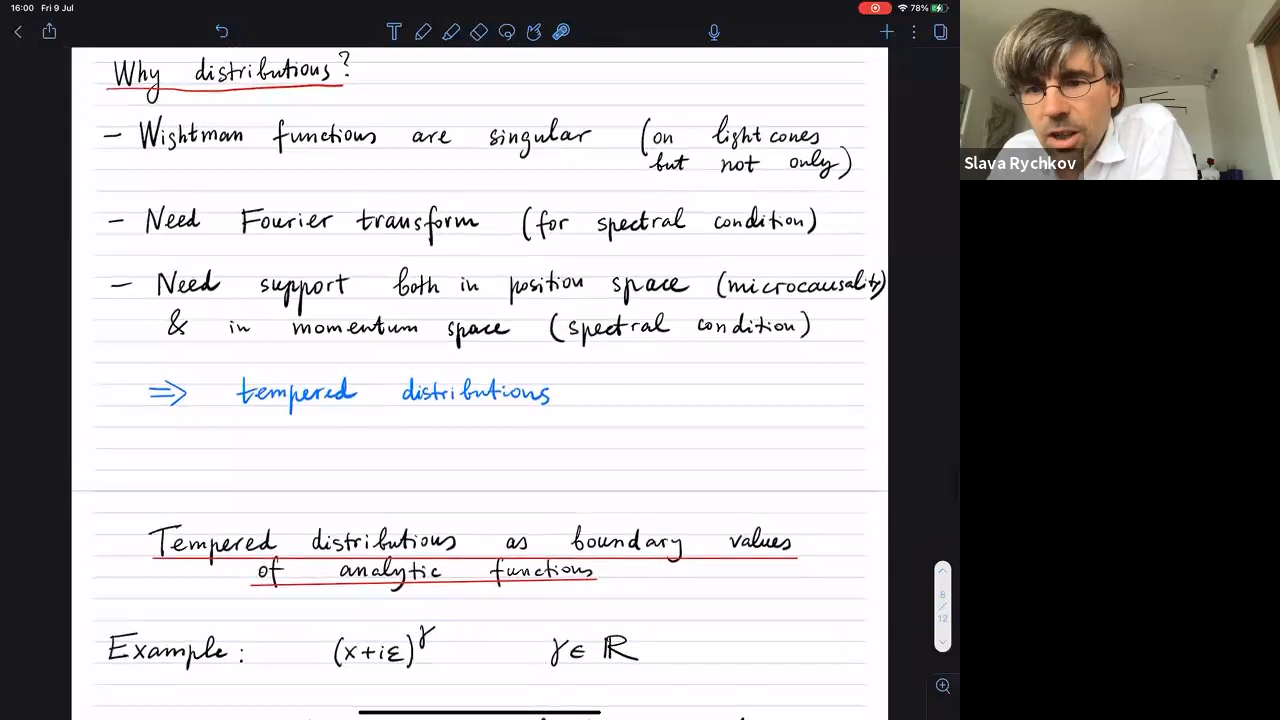 16:00 Fri 9 Jul
78%
Why distributions?
- Wightman functions are singular (on light cones
but not only)
- Need Fourier transform (for spectral condition)
- Need support both in position space (microcausality)
& in momentum space (spectral condition)
⇒ tempered distributions
Tempered distributions as boundary values
of analytic functions
Example: (x+iε)^γ γ ∈ ℝ
8
/
12
Slava Rychkov